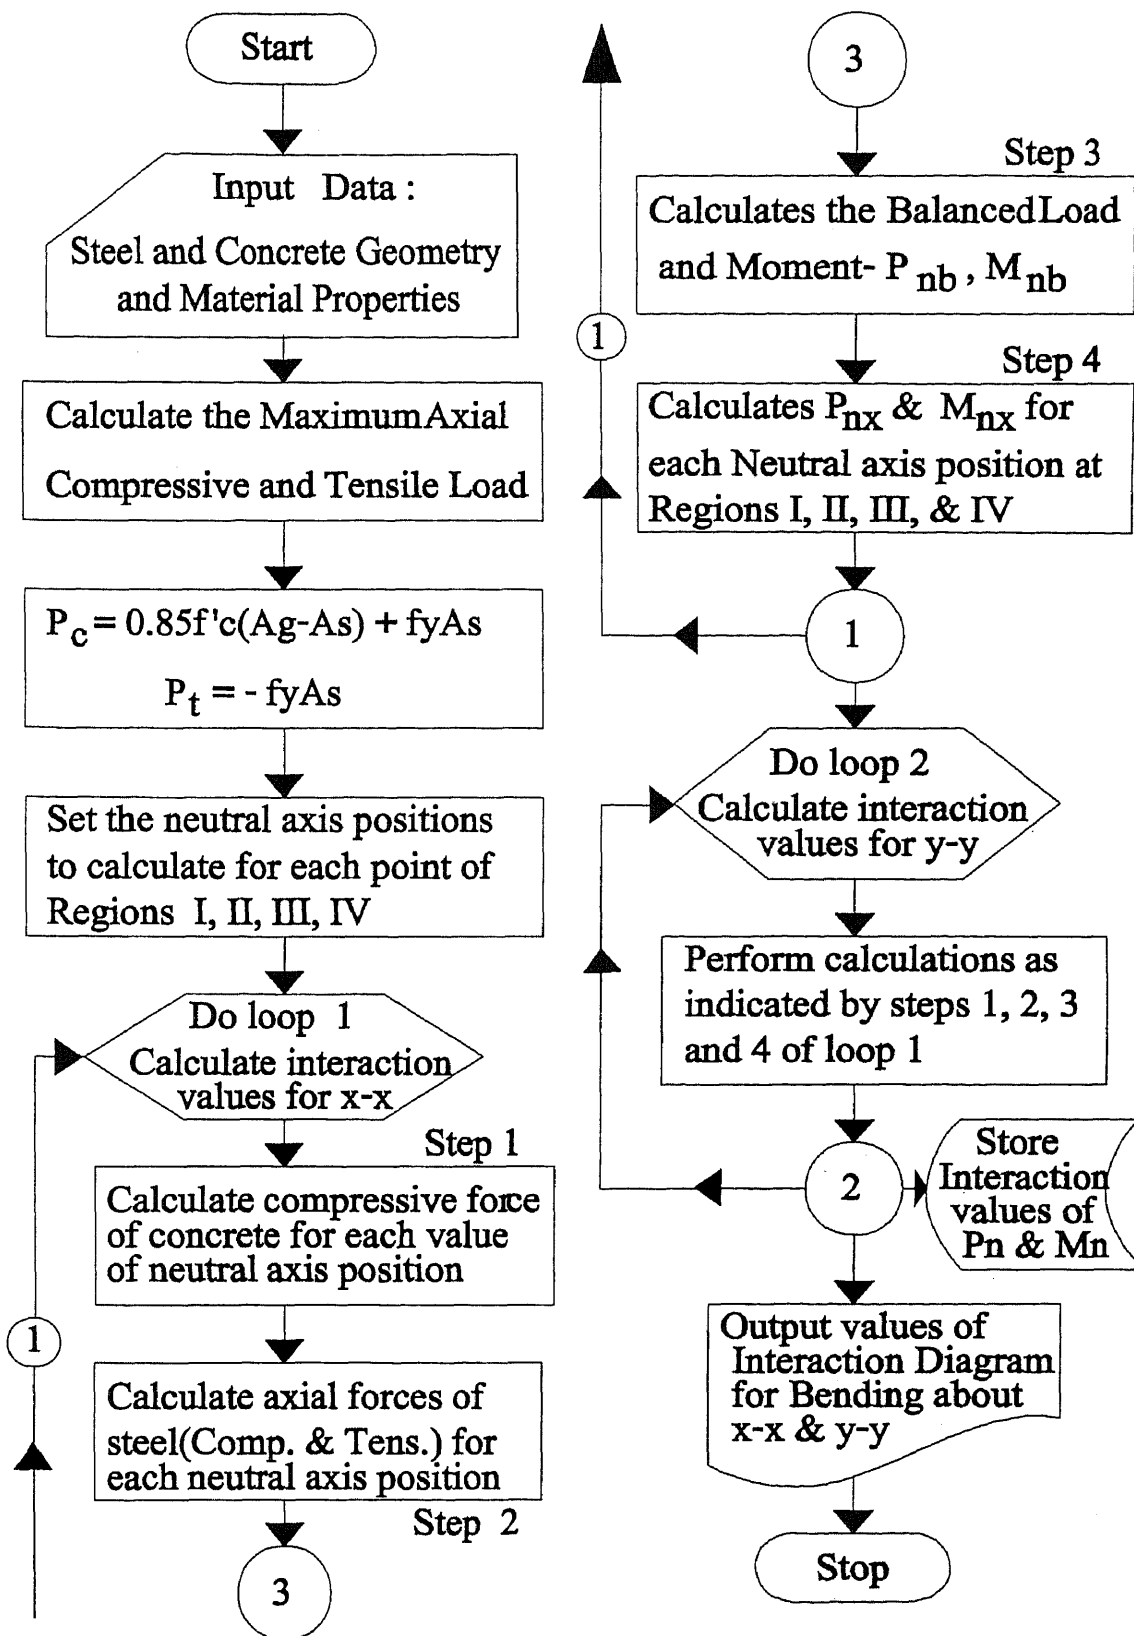 Start
Input Data :
Steel and Concrete Geometry
and Material Properties
Calculate the Maximum Axial
Compressive and Tensile Load
Pc = 0.85f'c(Ag-As) + fyAs
Pt = - fyAs
Set the neutral axis positions
to calculate for each point of
Regions I, II, III, IV
Do loop 1
Calculate interaction
values for x-x
Step 1
Calculate compressive force
of concrete for each value
of neutral axis position
1
Calculate axial forces of
steel(Comp. & Tens.) for
each neutral axis position
Step 2
3
3
Step 3
Calculates the Balanced Load
and Moment- Pnb , Mnb
1
Step 4
Calculates Pnx & Mnx for
each Neutral axis position at
Regions I, II, III, & IV
1
Do loop 2
Calculate interaction
values for y-y
Perform calculations as
indicated by steps 1, 2, 3
and 4 of loop 1
2
Store
Interaction
values of
Pn & Mn
Output values of
Interaction Diagram
for Bending about
x-x & y-y
Stop